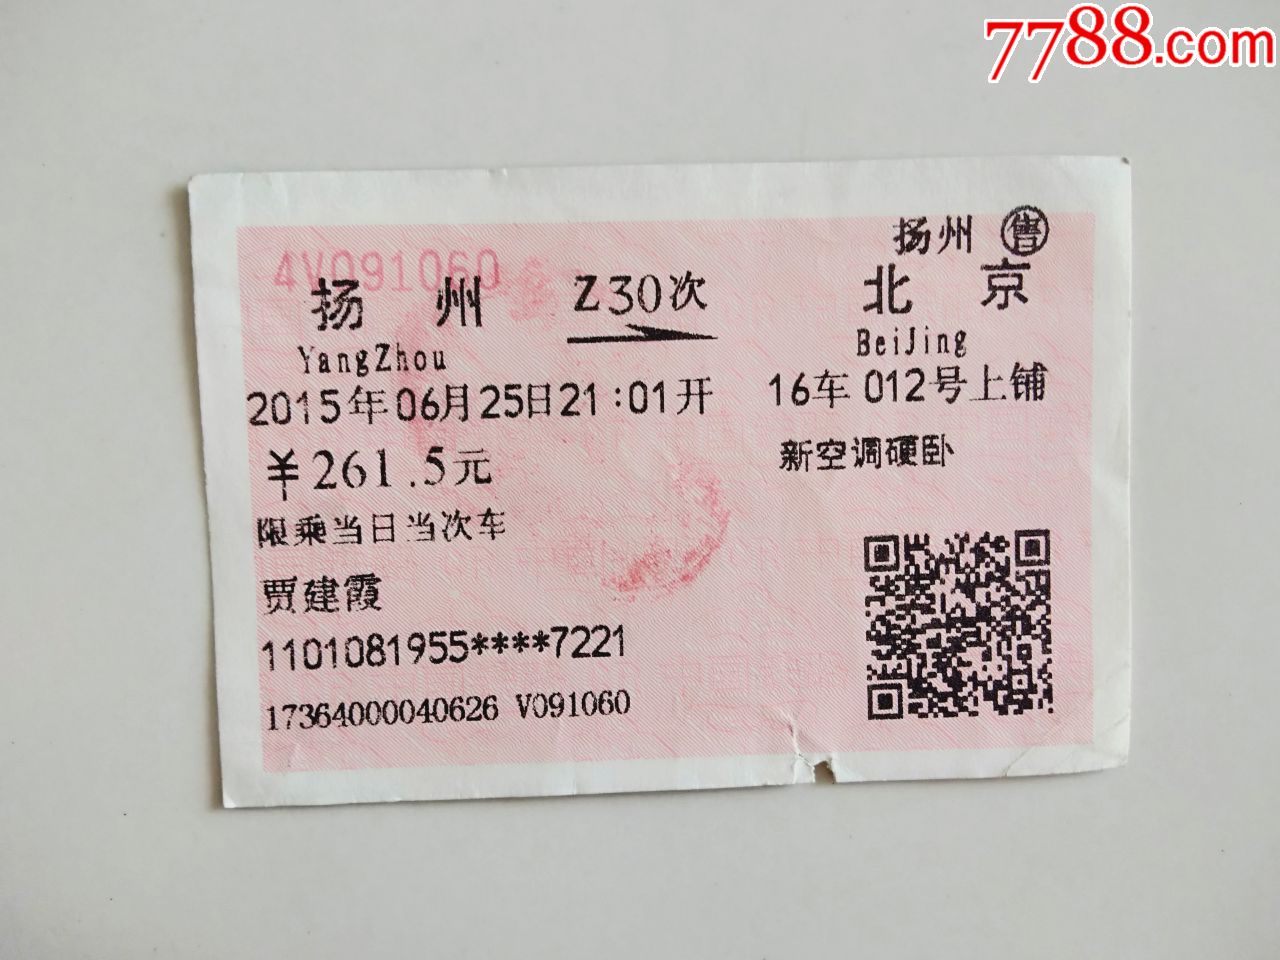 7788.com
扬州 售
4V091060
扬 州 Z30次 北 京
YangZhou BeiJing
2015年06月25日21:01开 16车 012号上铺
¥261.5元 新空调硬卧
限乘当日当次车
贾建霞
1101081955****7221
17364000040626 V091060